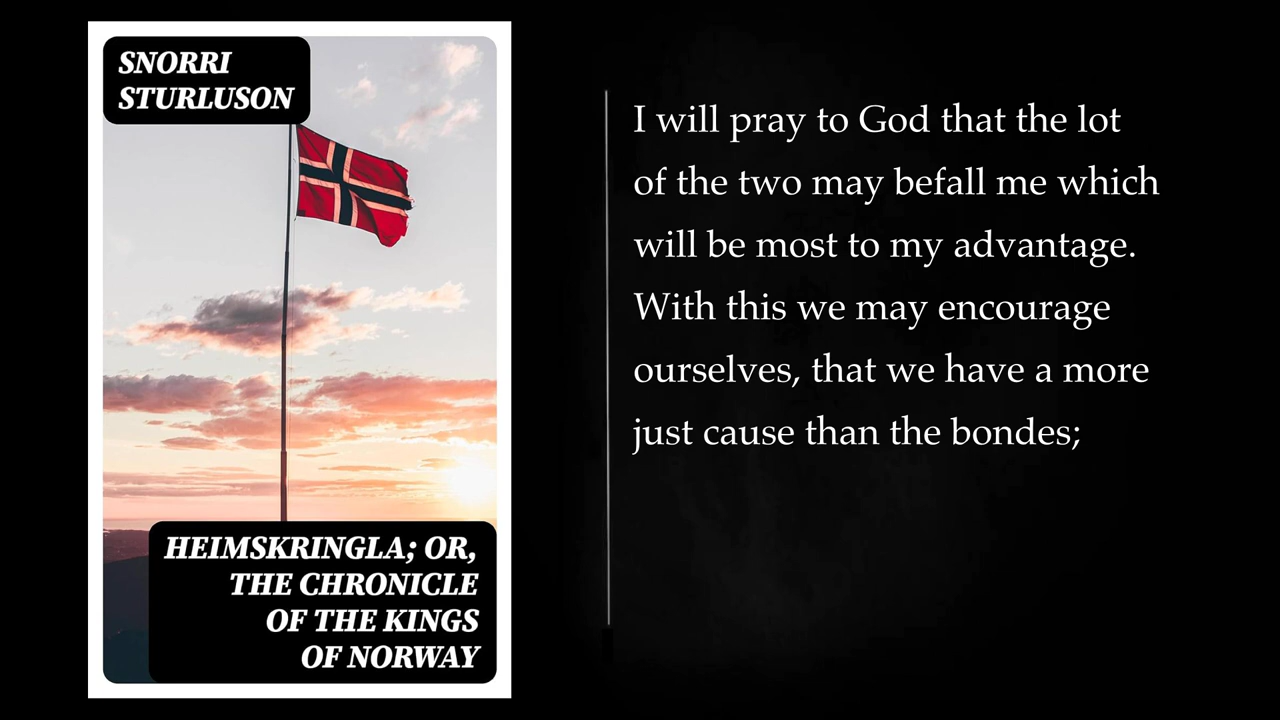 SNORRI
STURLUSON
HEIMSKRINGLA; OR,
THE CHRONICLE
OF THE KINGS
OF NORWAY
I will pray to God that the lot
of the two may befall me which
will be most to my advantage.
With this we may encourage
ourselves, that we have a more
just cause than the bondes;